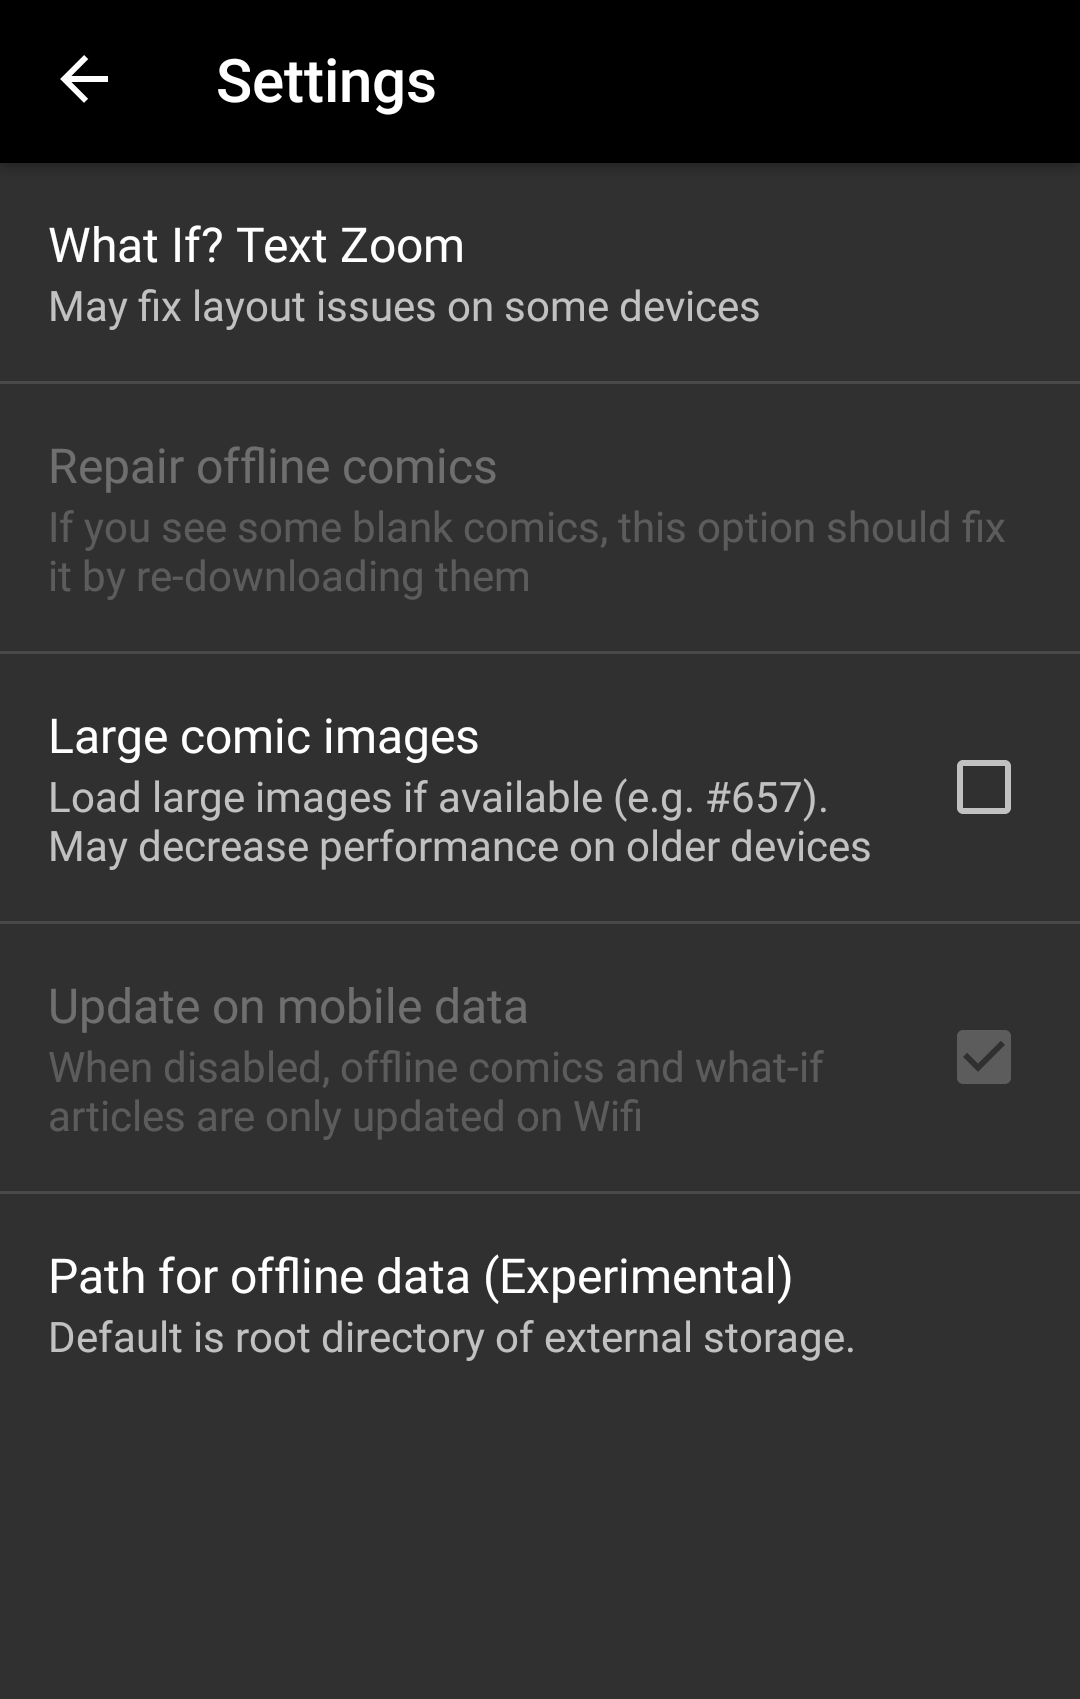 Settings
What If? Text Zoom
May fix layout issues on some devices
Repair offline comics
If you see some blank comics, this option should fix
it by re-downloading them
Large comic images
Load large images if available (e.g. #657).
May decrease performance on older devices
Update on mobile data
When disabled, offline comics and what-if
articles are only updated on Wifi
Path for offline data (Experimental)
Default is root directory of external storage.